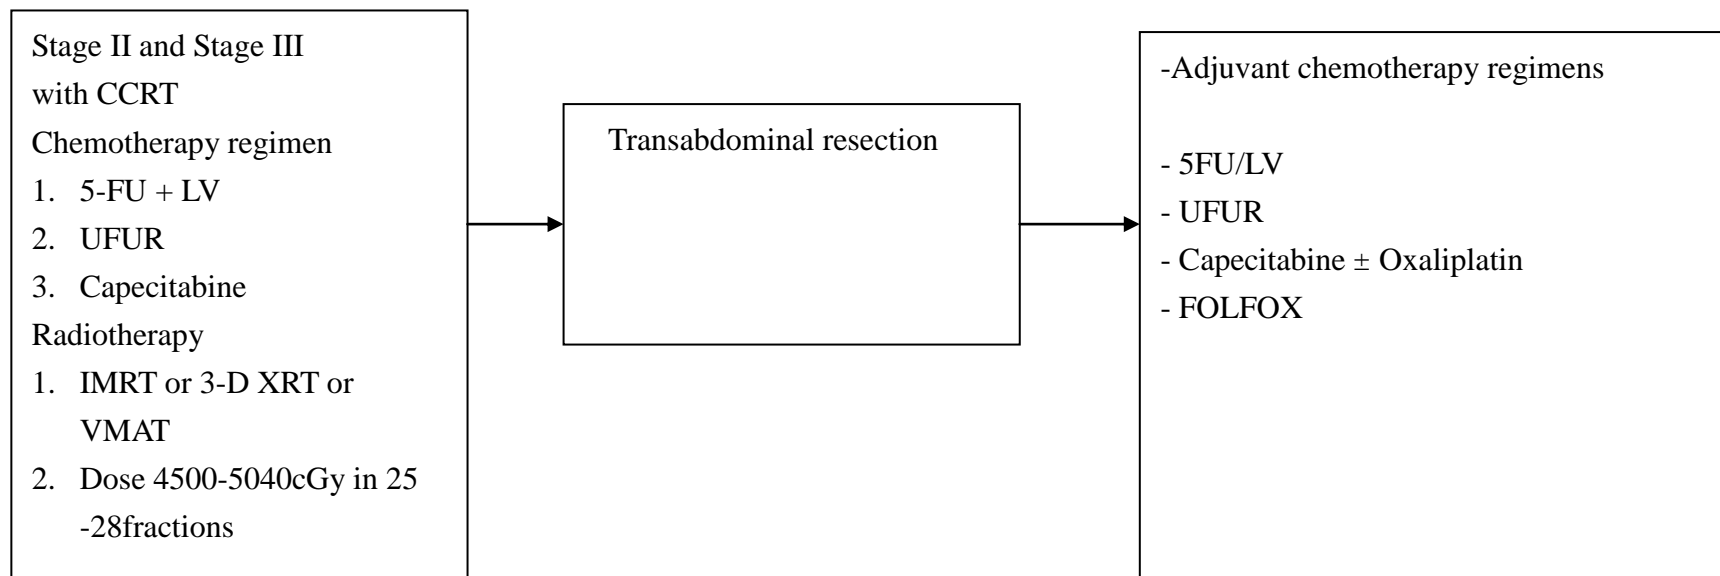 Stage II and Stage III
with CCRT
Chemotherapy regimen
1. 5-FU + LV
2. UFUR
3. Capecitabine
Radiotherapy
1. IMRT or 3-D XRT or
VMAT
2. Dose 4500-5040cGy in 25
-28fractions
Transabdominal resection
-Adjuvant chemotherapy regimens
- 5FU/LV
- UFUR
- Capecitabine ± Oxaliplatin
- FOLFOX